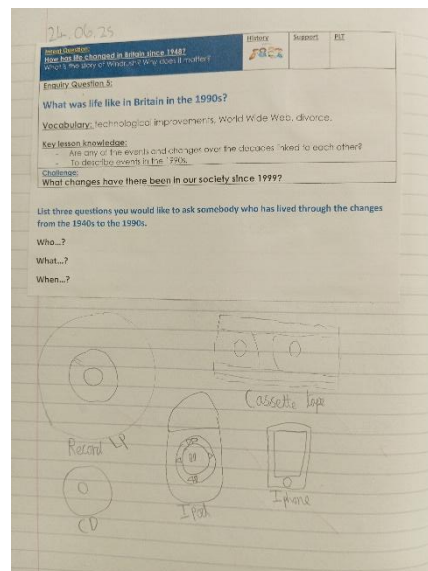 24.06.25
History
Support
How has life changed in Britain since 1948?
What is the story of Windrush? Why does it matter?
Enquiry Question 5:
What was life like in Britain in the 1990s?
Vocabulary: technological improvements, World Wide Web, divorce.
Key lesson knowledge:
- Are any of the events and changes over the decades linked to each other?
- To describe events in the 1990s.
Challenge:
What changes have there been in our society since 1999?
List three questions you would like to ask somebody who has lived through the changes
from the 1940s to the 1990s.
Who...?
What...?
When...?
Cassette Tape
Record LP
CD
IPod
Iphone